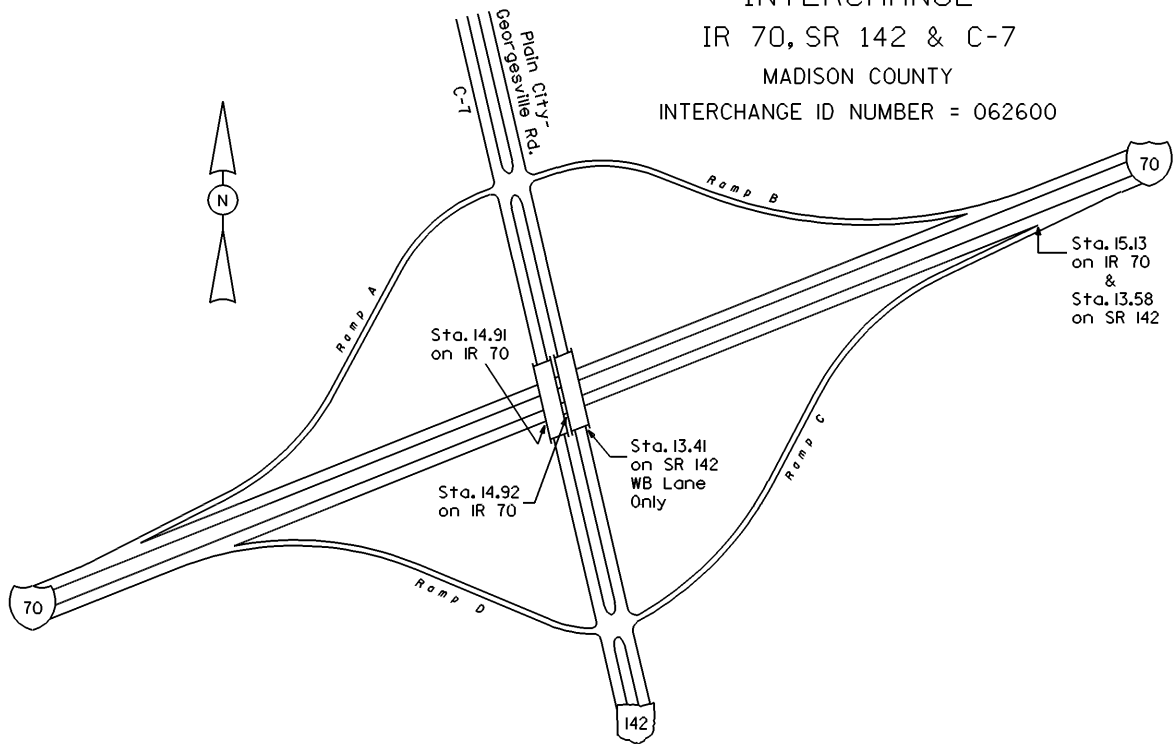 INTERCHANGE
IR 70, SR 142 & C-7
MADISON COUNTY
INTERCHANGE ID NUMBER = 062600
Plain City-
Georgesville Rd.
C-7
N
Ramp B
70
Ramp A
Sta. 15.13
on IR 70
&
Sta. 13.58
on SR 142
Sta. 14.91
on IR 70
Ramp C
Sta. 13.41
on SR 142
WB Lane
Only
Sta. 14.92
on IR 70
Ramp D
70
142